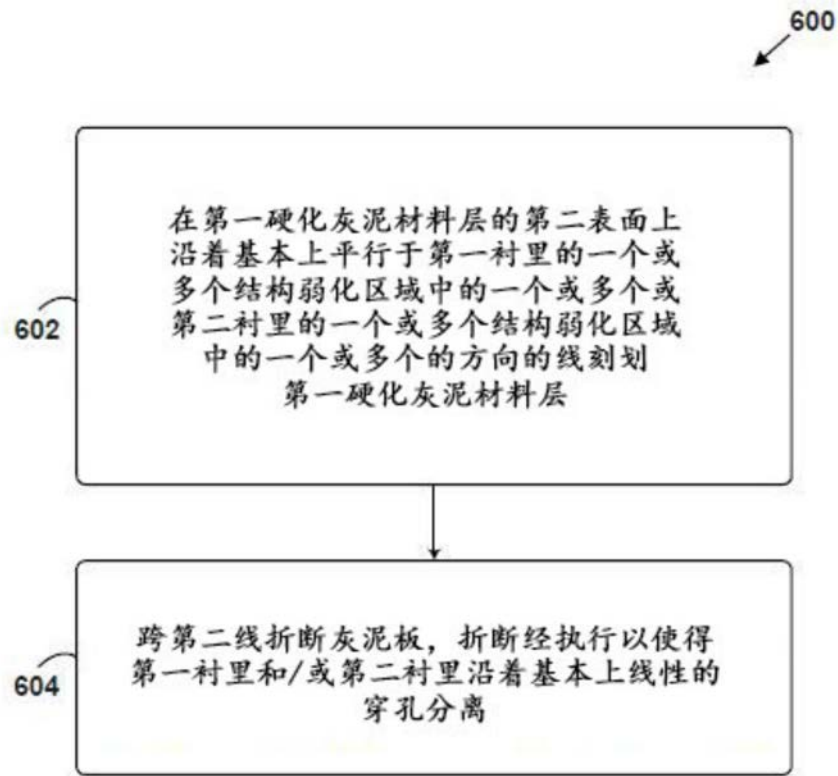 600
在第一硬化灰泥材料层的第二表面上
沿着基本上平行于第一衬里的一个或
多个结构弱化区域中的一个或多个或
第二衬里的一个或多个结构弱化区域
中的一个或多个的方向的线刻划
第一硬化灰泥材料层
602
跨第二线折断灰泥板，折断经执行以使得
第一衬里和/或第二衬里沿着基本上线性的
穿孔分离
604